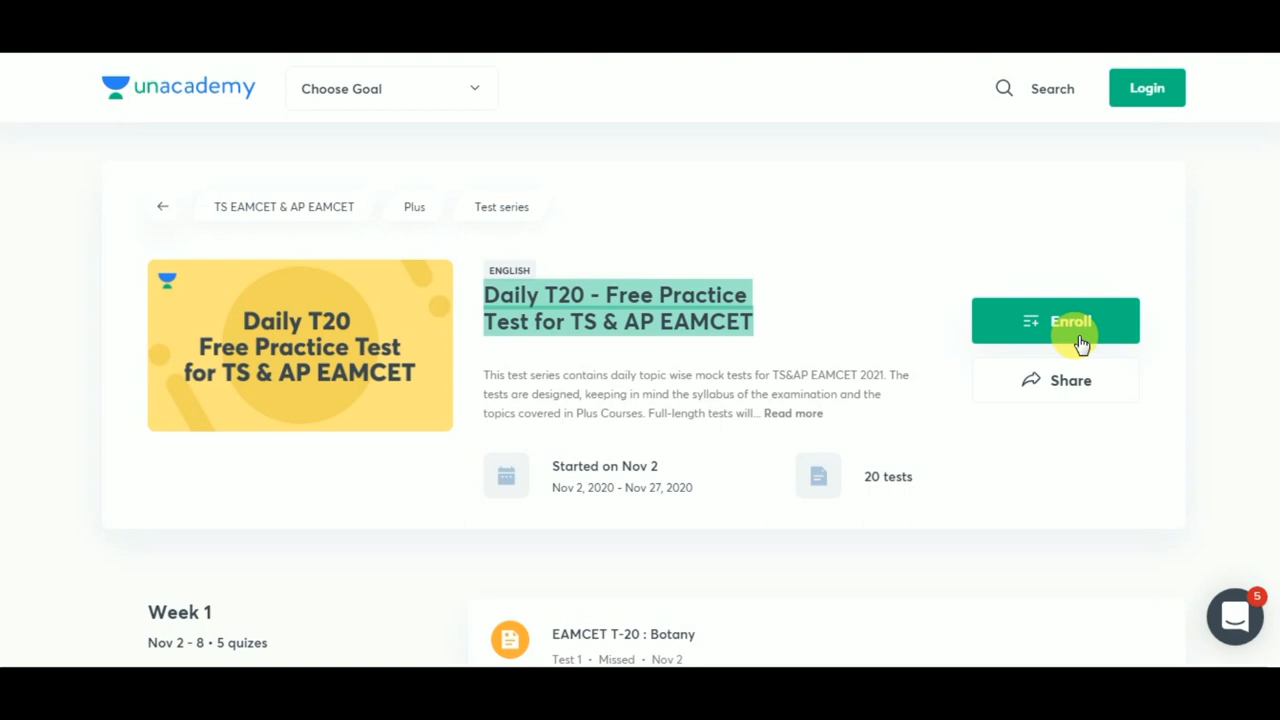 unacademy
Choose Goal
Search
Login
TS EAMCET & AP EAMCET
Plus
Test series
Daily T20
Free Practice Test
for TS & AP EAMCET
ENGLISH
Daily T20 - Free Practice
Test for TS & AP EAMCET
This test series contains daily topic wise mock tests for TS&AP EAMCET 2021. The
tests are designed, keeping in mind the syllabus of the examination and the
topics covered in Plus Courses. Full-length tests will... Read more
Started on Nov 2
Nov 2, 2020 - Nov 27, 2020
20 tests
Enroll
Share
Week 1
Nov 2 - 8 • 5 quizes
EAMCET T-20 : Botany
Test 1 • Missed • Nov 2
5